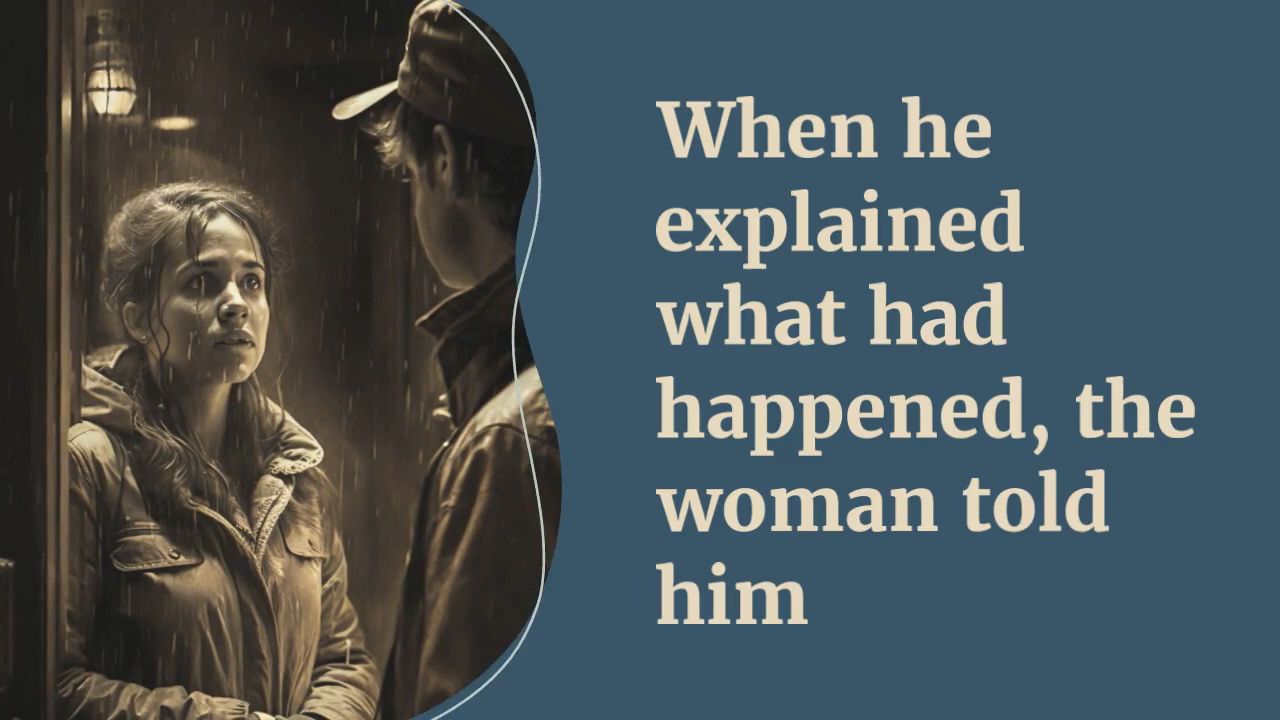 When he
explained
what had
happened, the
woman told
him